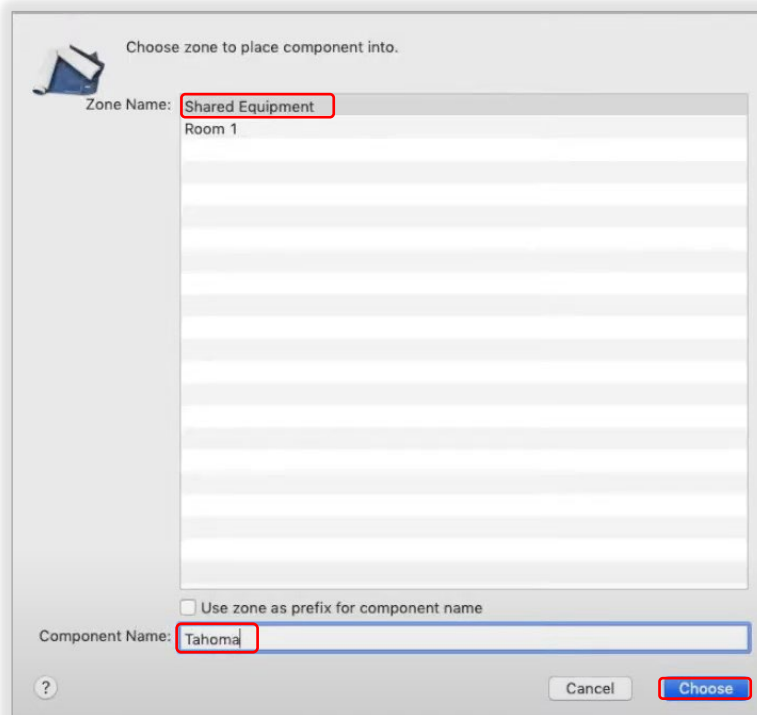 Choose zone to place component into.
Zone Name: Shared Equipment
Room 1
Use zone as prefix for component name
Component Name: Tahoma
? Cancel Choose